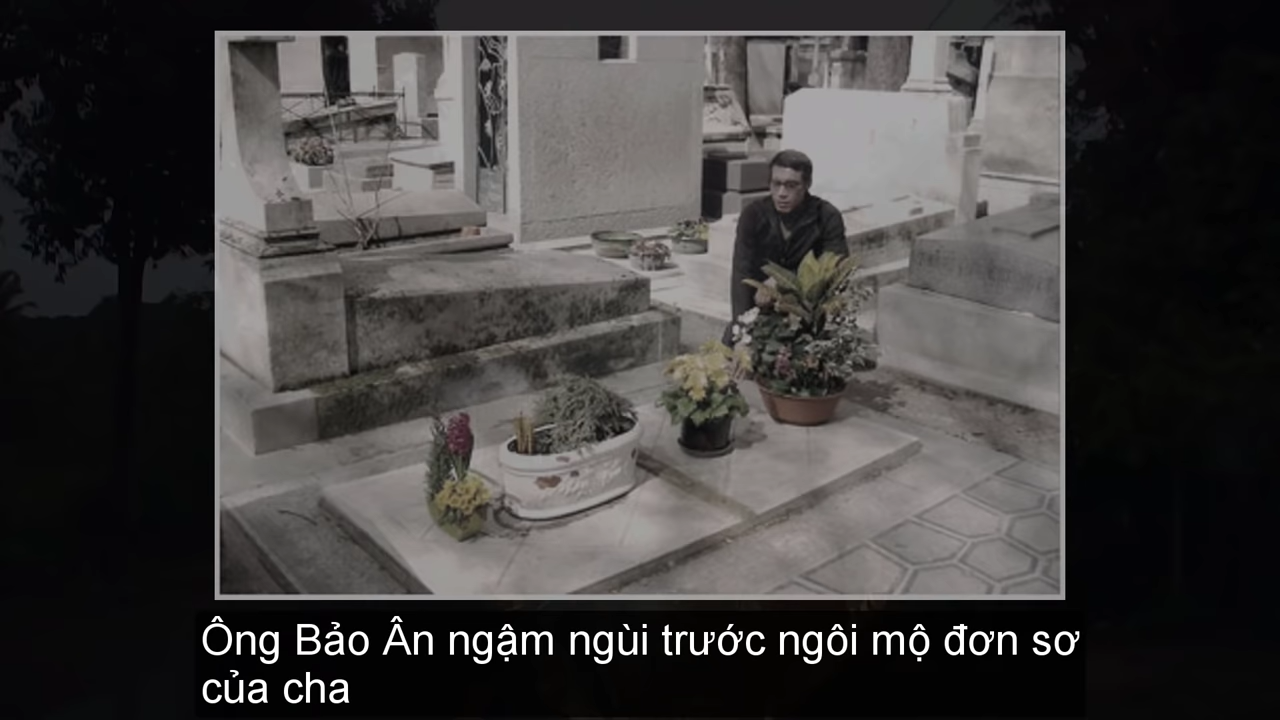 Ông Bảo Ân ngậm ngùi trước ngôi mộ đơn sơ
của cha